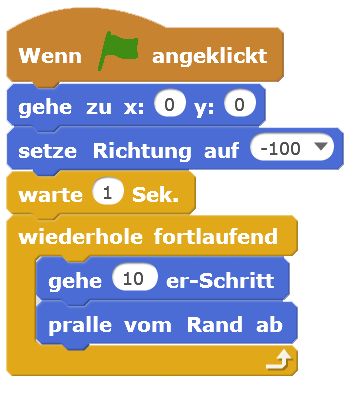 Wenn angeklickt
gehe zu x: 0 y: 0
setze Richtung auf -100
warte 1 Sek.
wiederhole fortlaufend
gehe 10 er-Schritt
pralle vom Rand ab